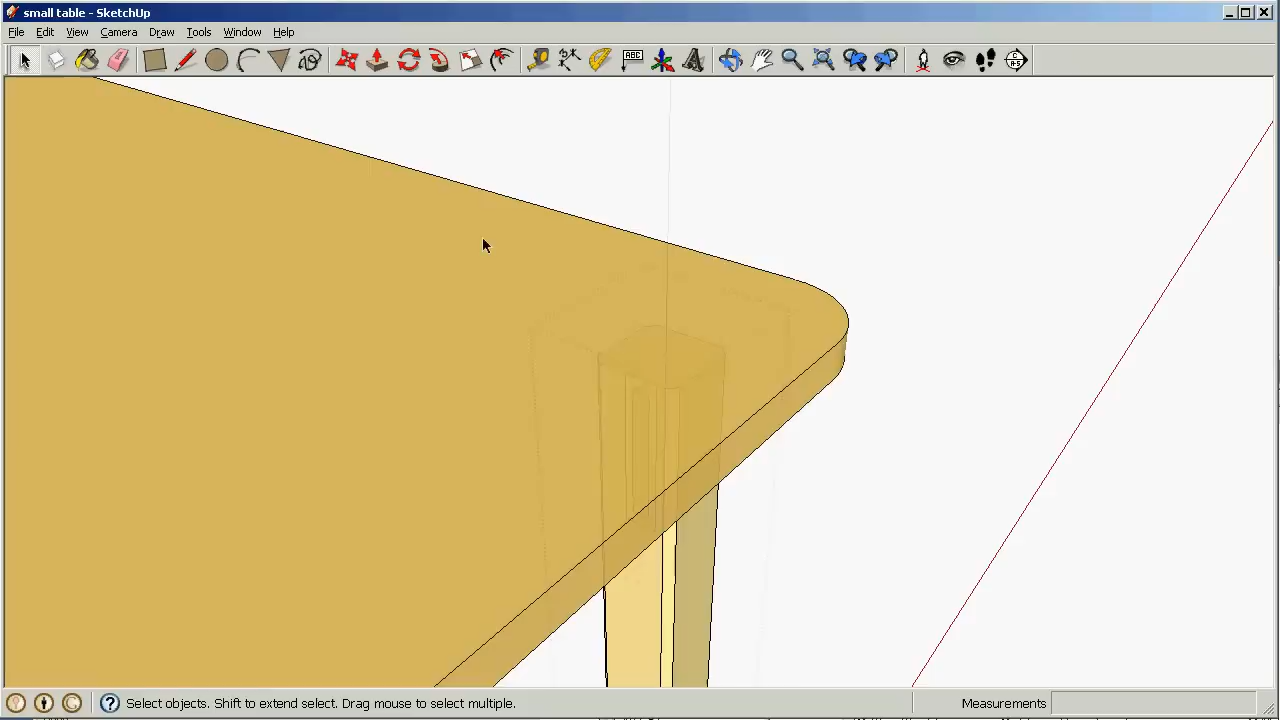 small table - SketchUp
File Edit View Camera Draw Tools Window Help
ABC
Select objects. Shift to extend select. Drag mouse to select multiple.
Measurements